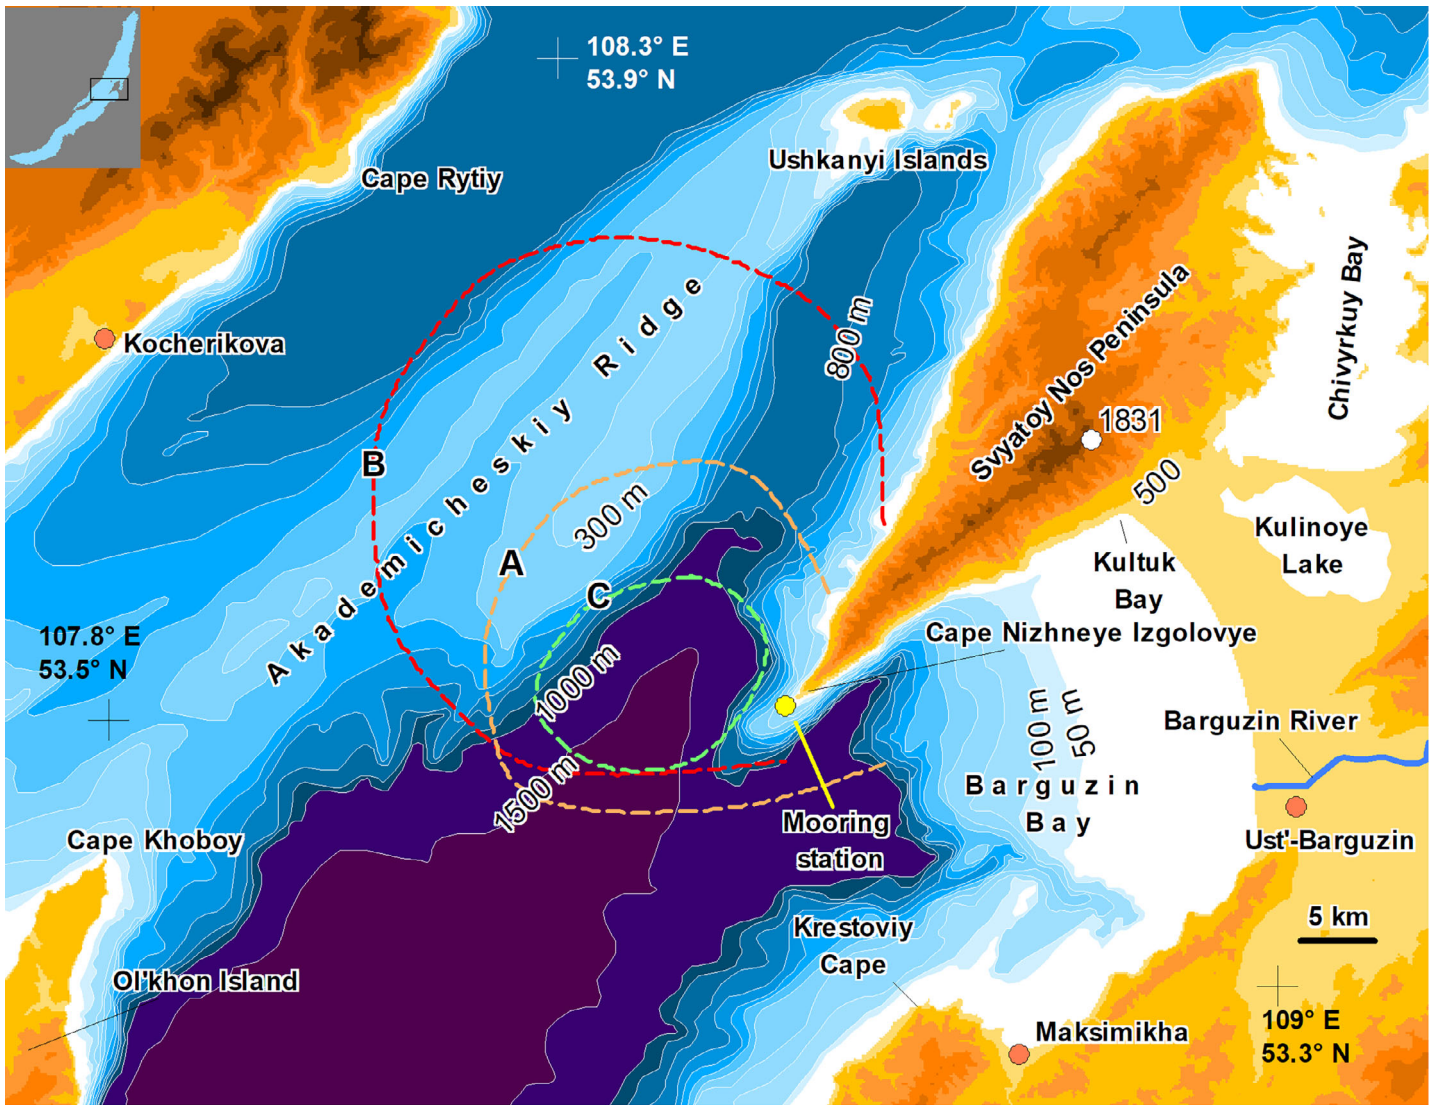 108.3° E
53.9° N
Ushkanyi Islands
Cape Rytiy
Chivyrkuy Bay
Svyatoy Nos Peninsula
800 m
Kocherikova
Akademicheskiy Ridge
1831
B
500
300 m
Kulinoye
Lake
A
Kultuk
Bay
C
107.8° E
53.5° N
Cape Nizhneye Izgolovye
1000 m
100 m
50 m
Barguzin River
1500 m
Barguzin
Bay
Mooring
station
Cape Khoboy
Ust'-Barguzin
5 km
Krestoviy
Cape
Ol'khon Island
109° E
53.3° N
Maksimikha